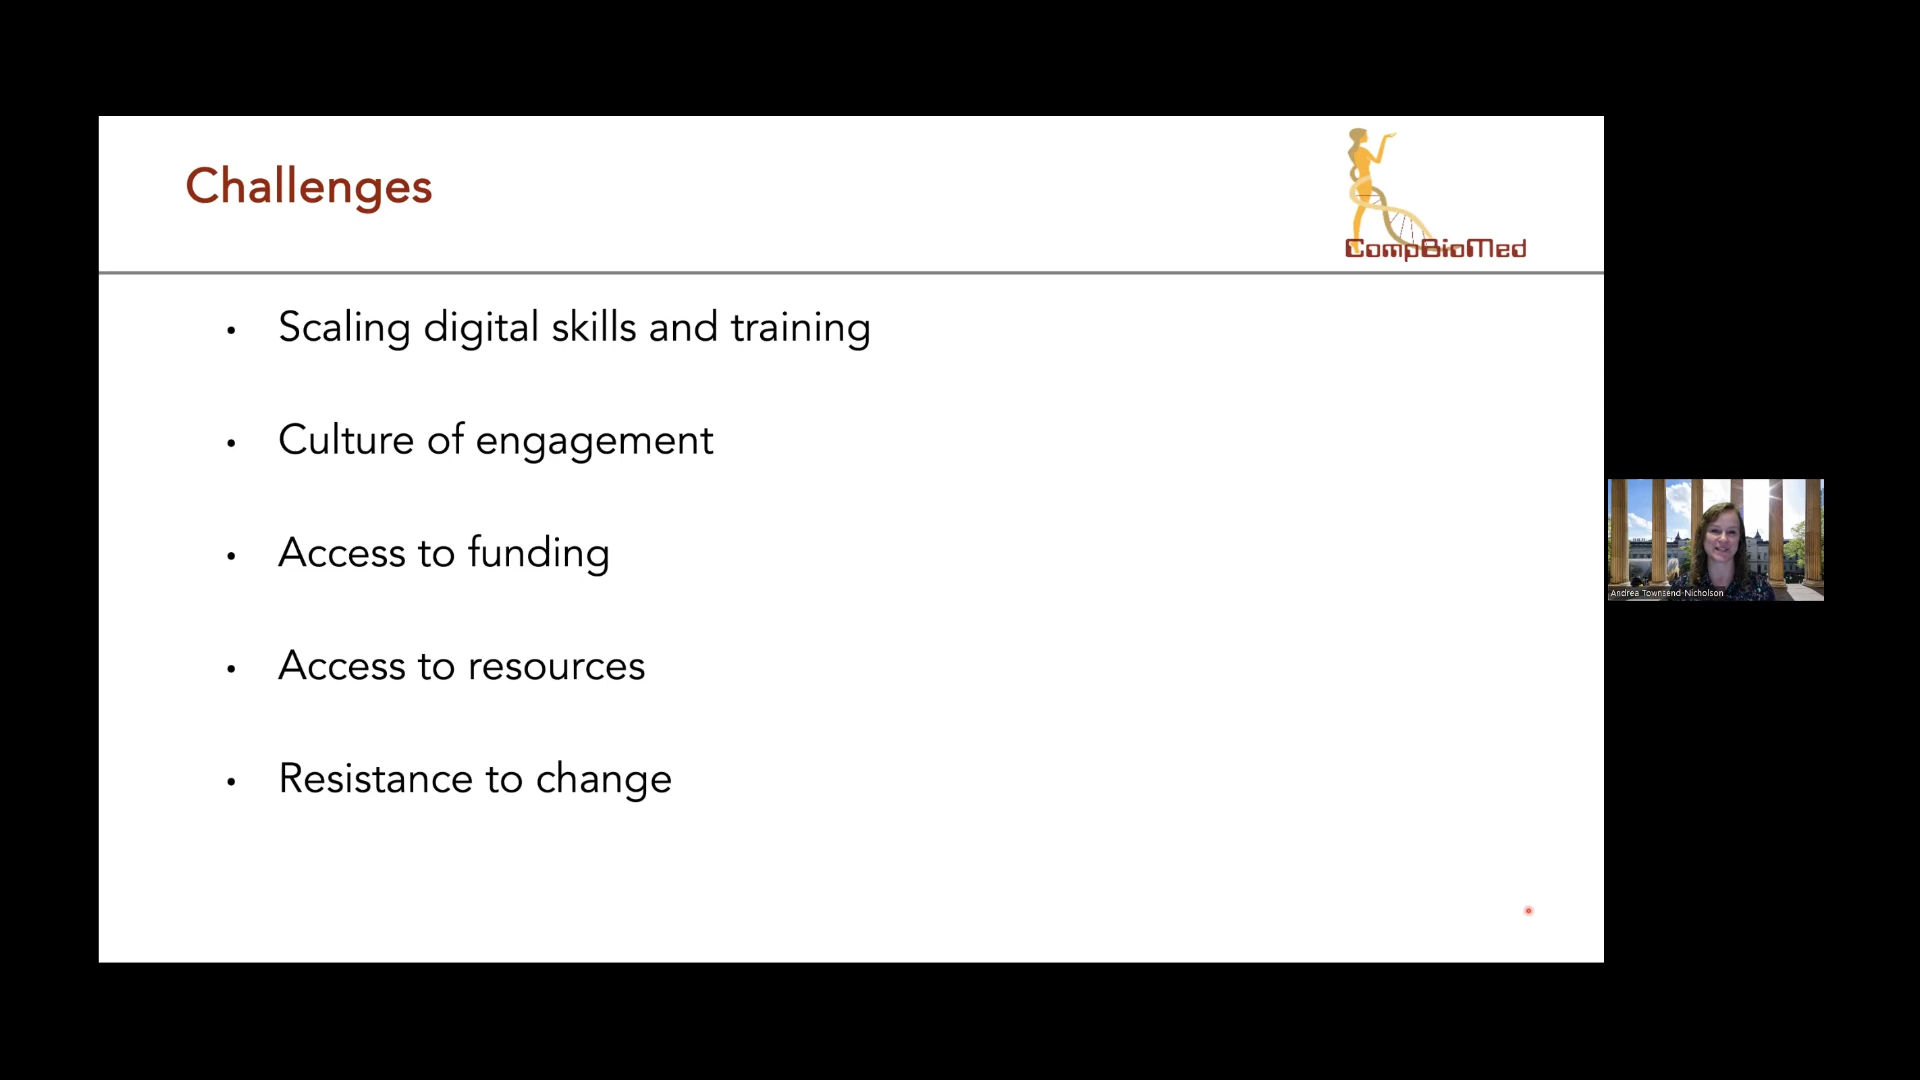 Challenges
CompBioMed
• Scaling digital skills and training
• Culture of engagement
• Access to funding
• Access to resources
• Resistance to change
Andrea Townsend-Nicholson